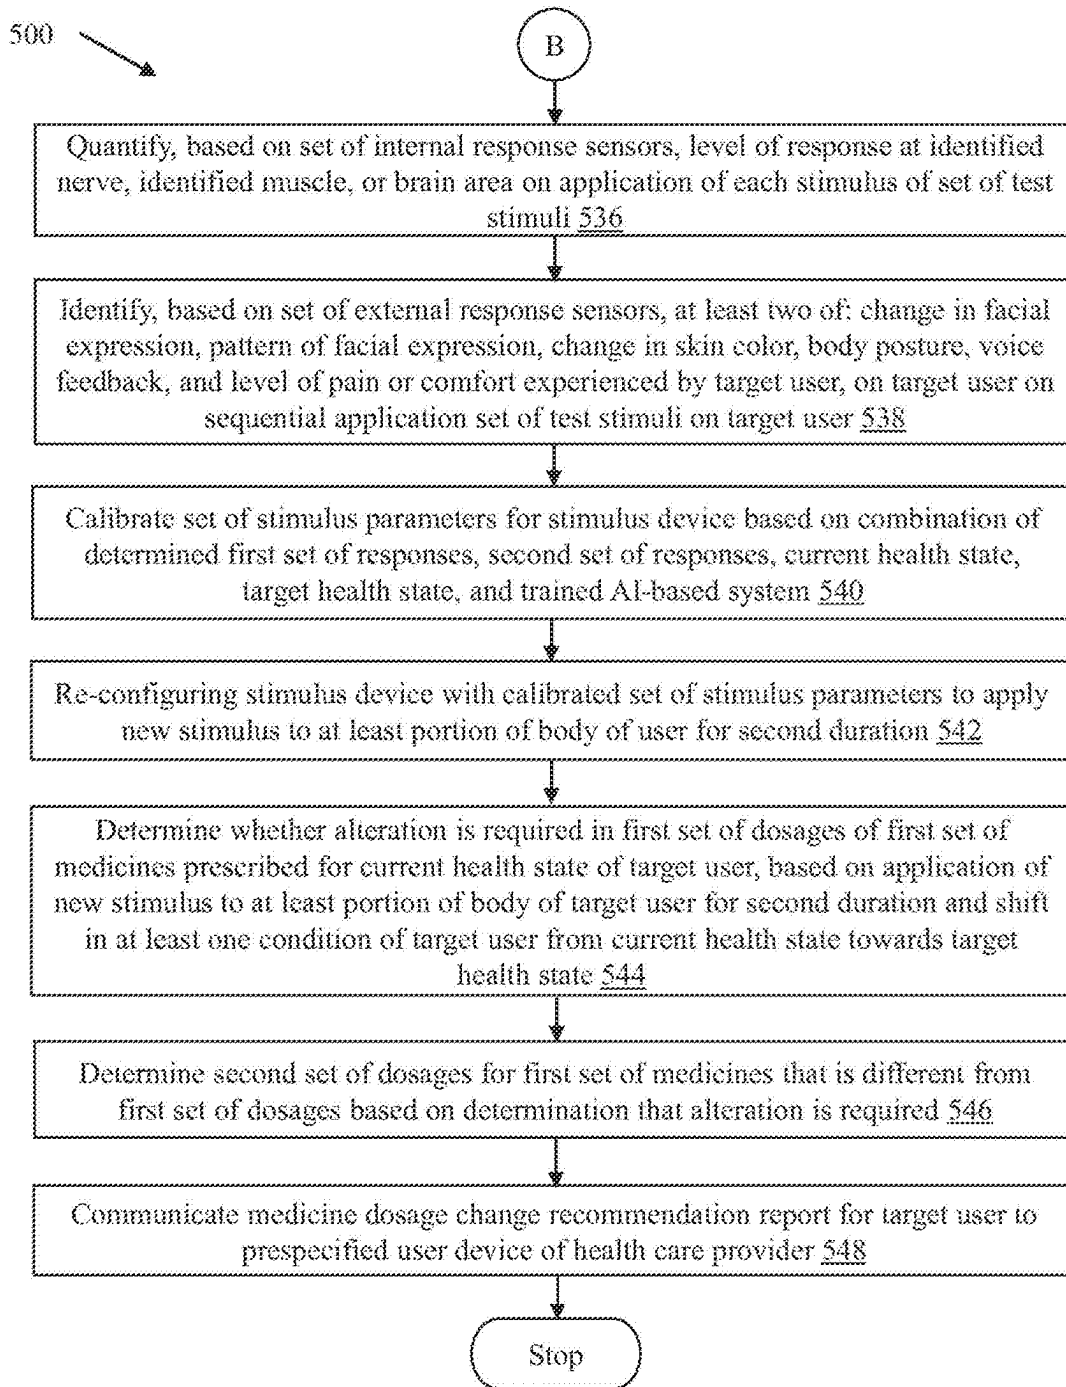 500
B
Quantify, based on set of internal response sensors, level of response at identified
nerve, identified muscle, or brain area on application of each stimulus of set of test
stimuli 536
Identify, based on set of external response sensors, at least two of: change in facial
expression, pattern of facial expression, change in skin color, body posture, voice
feedback, and level of pain or comfort experienced by target user, on target user on
sequential application set of test stimuli on target user 538
Calibrate set of stimulus parameters for stimulus device based on combination of
determined first set of responses, second set of responses, current health state,
target health state, and trained AI-based system 540
Re-configuring stimulus device with calibrated set of stimulus parameters to apply
new stimulus to at least portion of body of user for second duration 542
Determine whether alteration is required in first set of dosages of first set of
medicines prescribed for current health state of target user, based on application of
new stimulus to at least portion of body of target user for second duration and shift
in at least one condition of target user from current health state towards target
health state 544
Determine second set of dosages for first set of medicines that is different from
first set of dosages based on determination that alteration is required 546
Communicate medicine dosage change recommendation report for target user to
prespecified user device of health care provider 548
Stop